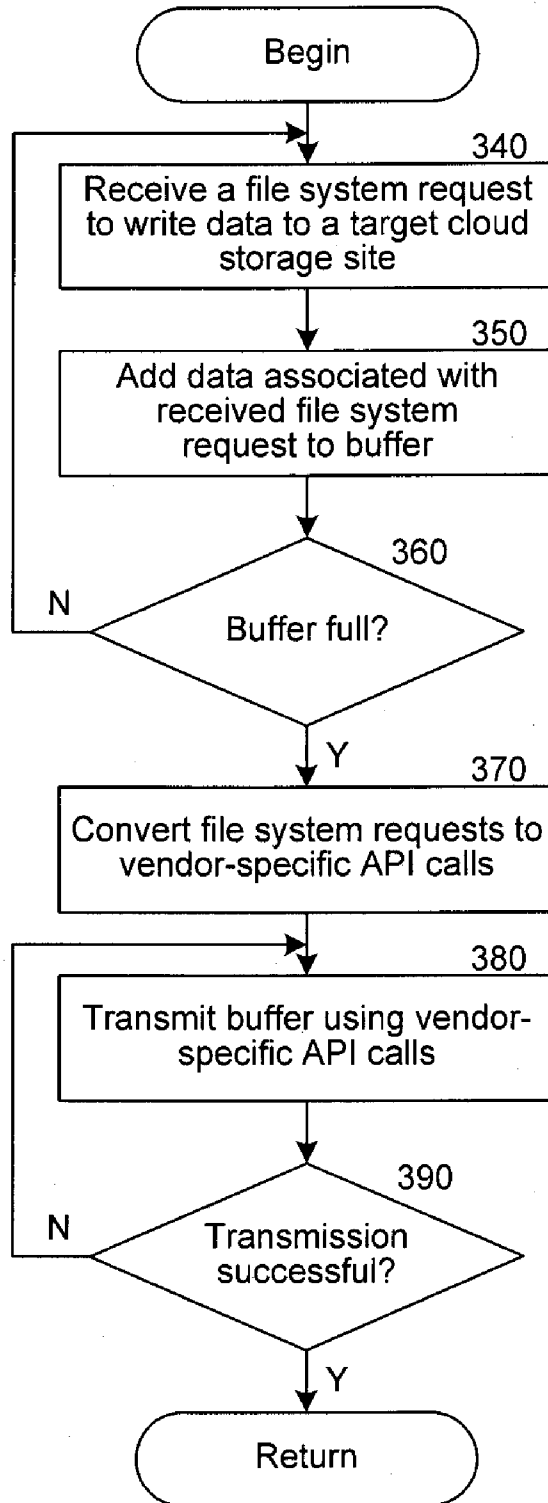 Begin
340
Receive a file system request
to write data to a target cloud
storage site
350
Add data associated with
received file system
request to buffer
360
N
Buffer full?
Y
370
Convert file system requests to
vendor-specific API calls
380
Transmit buffer using vendor-
specific API calls
390
N
Transmission
successful?
Y
Return